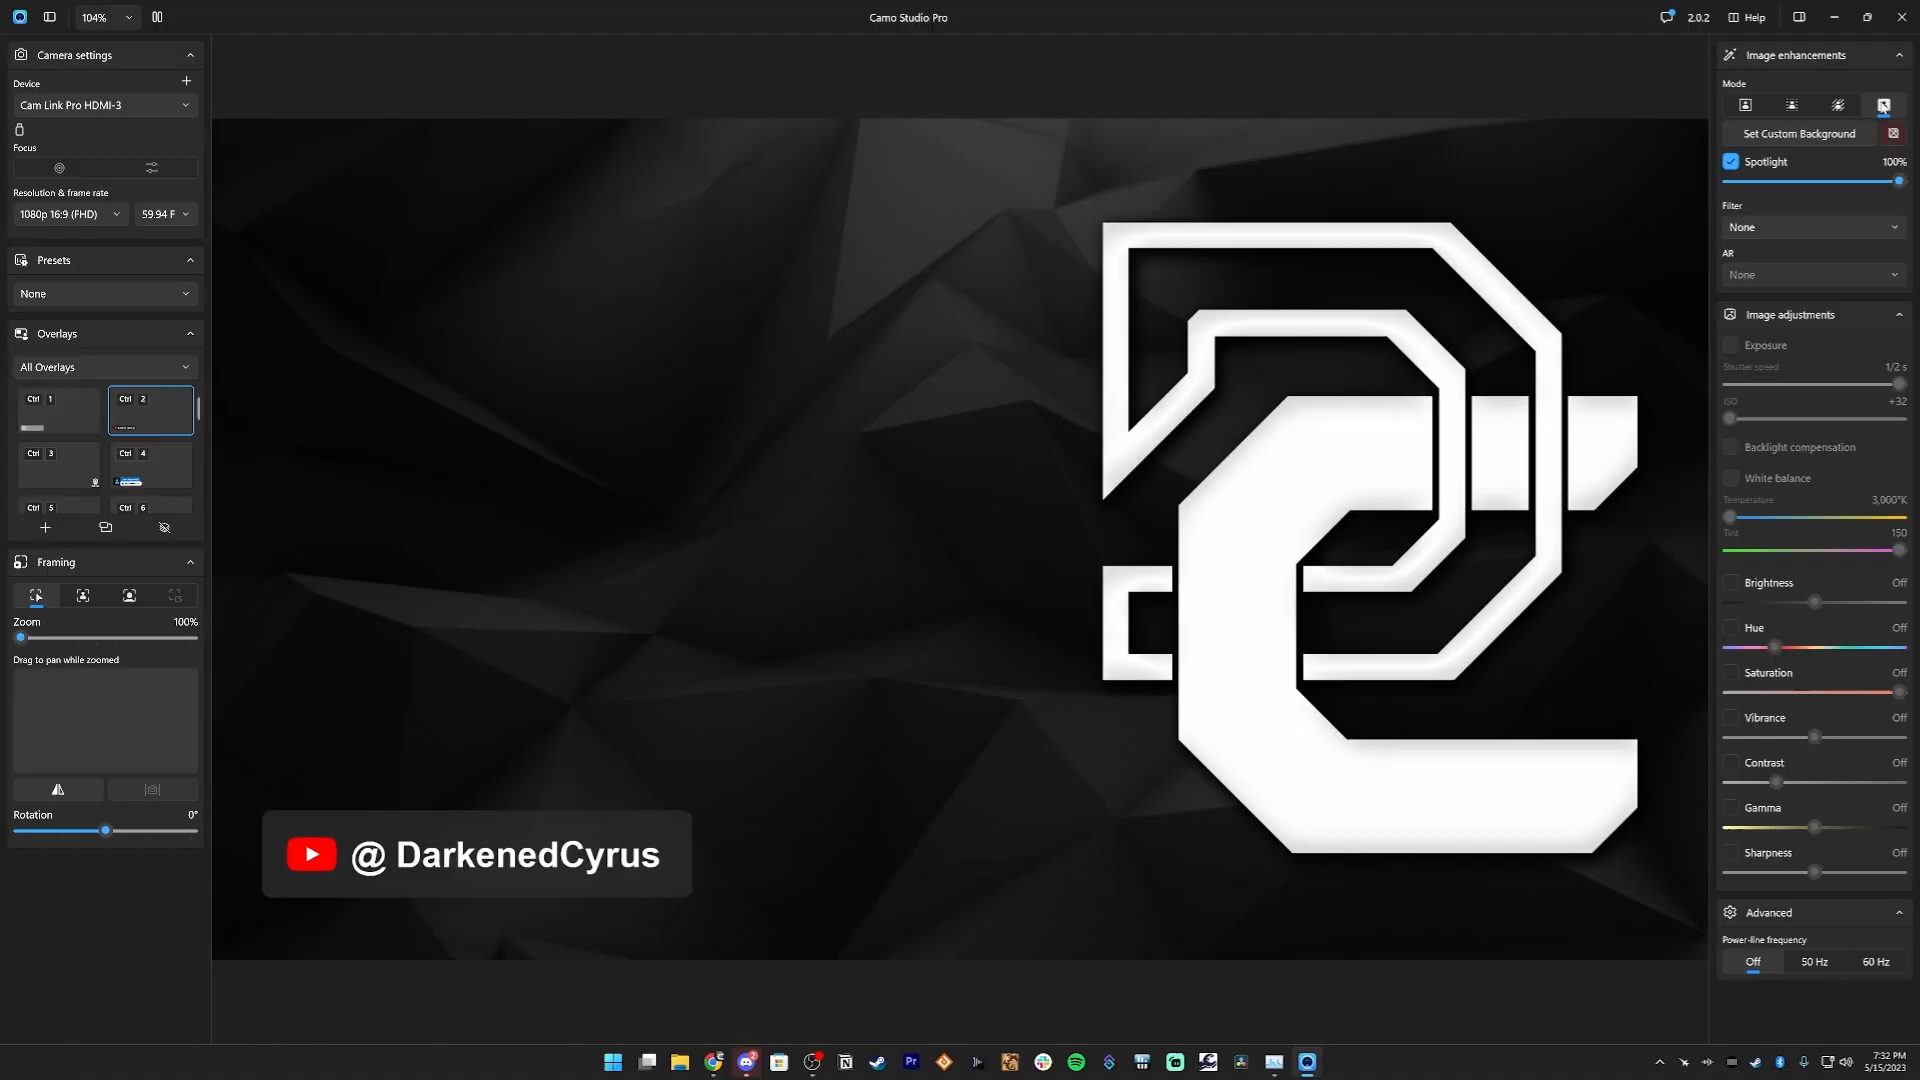 104%
Camo Studio Pro
2.0.2
Help
Camera settings
Device
Cam Link Pro HDMI-3
Focus
Resolution & frame rate
1080p 16:9 (FHD)
59.94 F
Presets
None
Overlays
All Overlays
Ctrl 1
Ctrl 2
Ctrl 3
Ctrl 4
Ctrl 5
Ctrl 6
Framing
Zoom
100%
Drag to pan while zoomed
Rotation
0°
@ DarkenedCyrus
Image enhancements
Mode
Set Custom Background
Spotlight
100%
Filter
None
AR
None
Image adjustments
Exposure
Shutter speed
1/2 s
ISO
+32
Backlight compensation
White balance
Temperature
3,000°K
Tint
150
Brightness
Off
Hue
Off
Saturation
Off
Vibrance
Off
Contrast
Off
Gamma
Off
Sharpness
Off
Advanced
Power-line frequency
Off
50 Hz
60 Hz
Pr
2
7:32 PM
5/15/2023